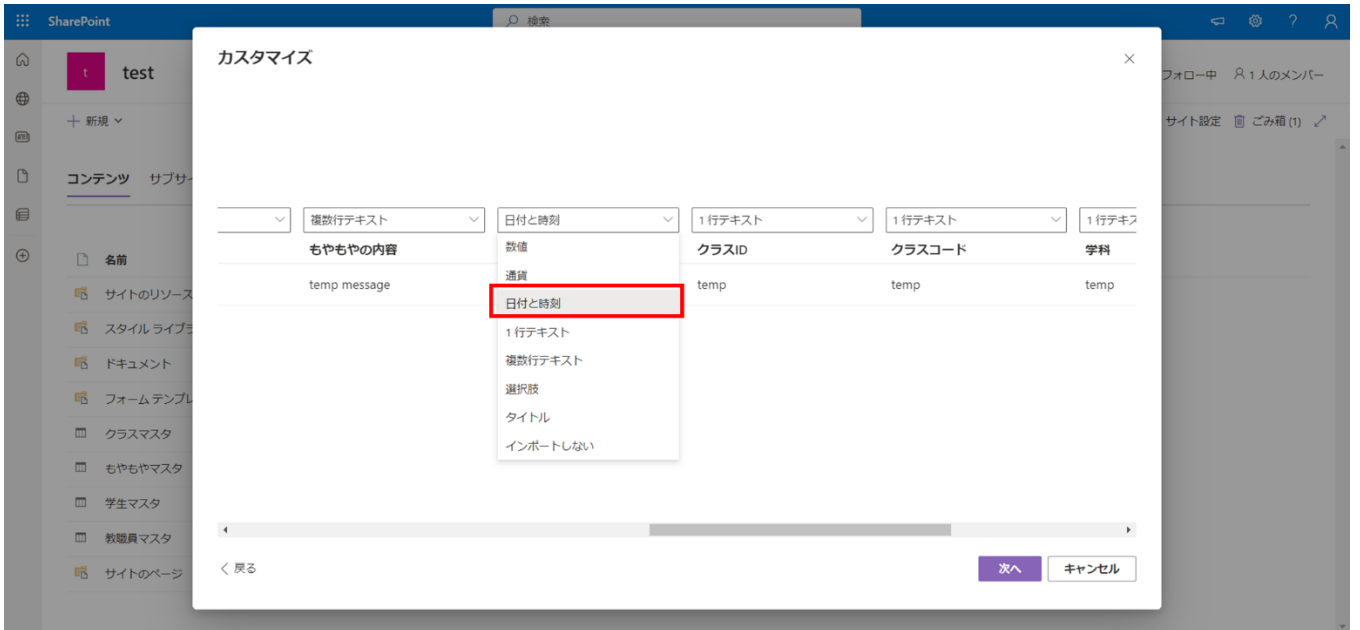 SharePoint
検索
カスタマイズ
t
test
フォロー中
1 人のメンバー
新規
サイト設定
ごみ箱 (1)
コンテンツ
サブサイ
複数行テキスト
日付と時刻
1 行テキスト
1 行テキスト
1 行テキス
もやもやの内容
クラスID
クラスコード
学科
temp message
temp
temp
temp
数値
通貨
日付と時刻
1 行テキスト
複数行テキスト
選択肢
タイトル
インポートしない
名前
サイトのリソース
スタイル ライブラ
ドキュメント
フォーム テンプレ
クラスマスタ
もやもやマスタ
学生マスタ
教職員マスタ
サイトのページ
戻る
次へ
キャンセル